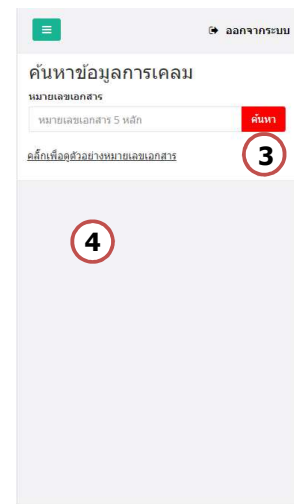 ออกจากระบบ
ค้นหาข้อมูลการเคลม
หมายเลขเอกสาร
หมายเลขเอกสาร 5 หลัก ค้นหา
คลิ้กเพื่อดูตัวอย่างหมายเลขเอกสาร
3
4